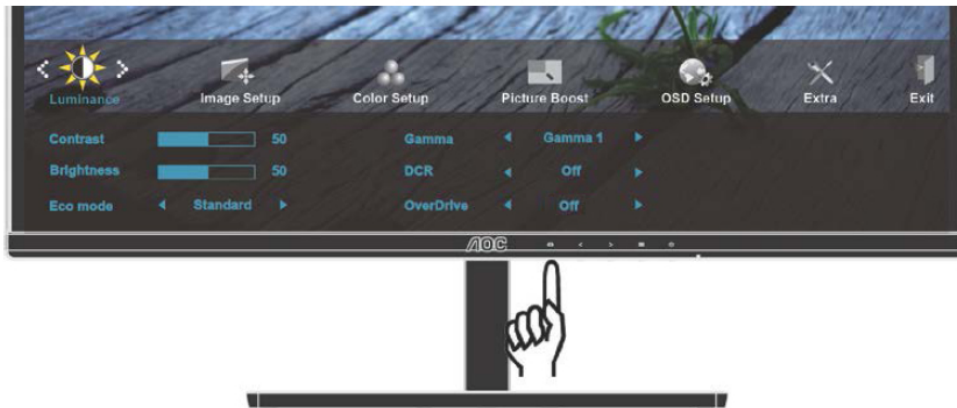 Luminance Image Setup Color Setup Picture Boost OSD Setup Extra Exit
Contrast 50 Gamma Gamma 1
Brightness 50 DCR Off
Eco mode Standard OverDrive Off
AOC